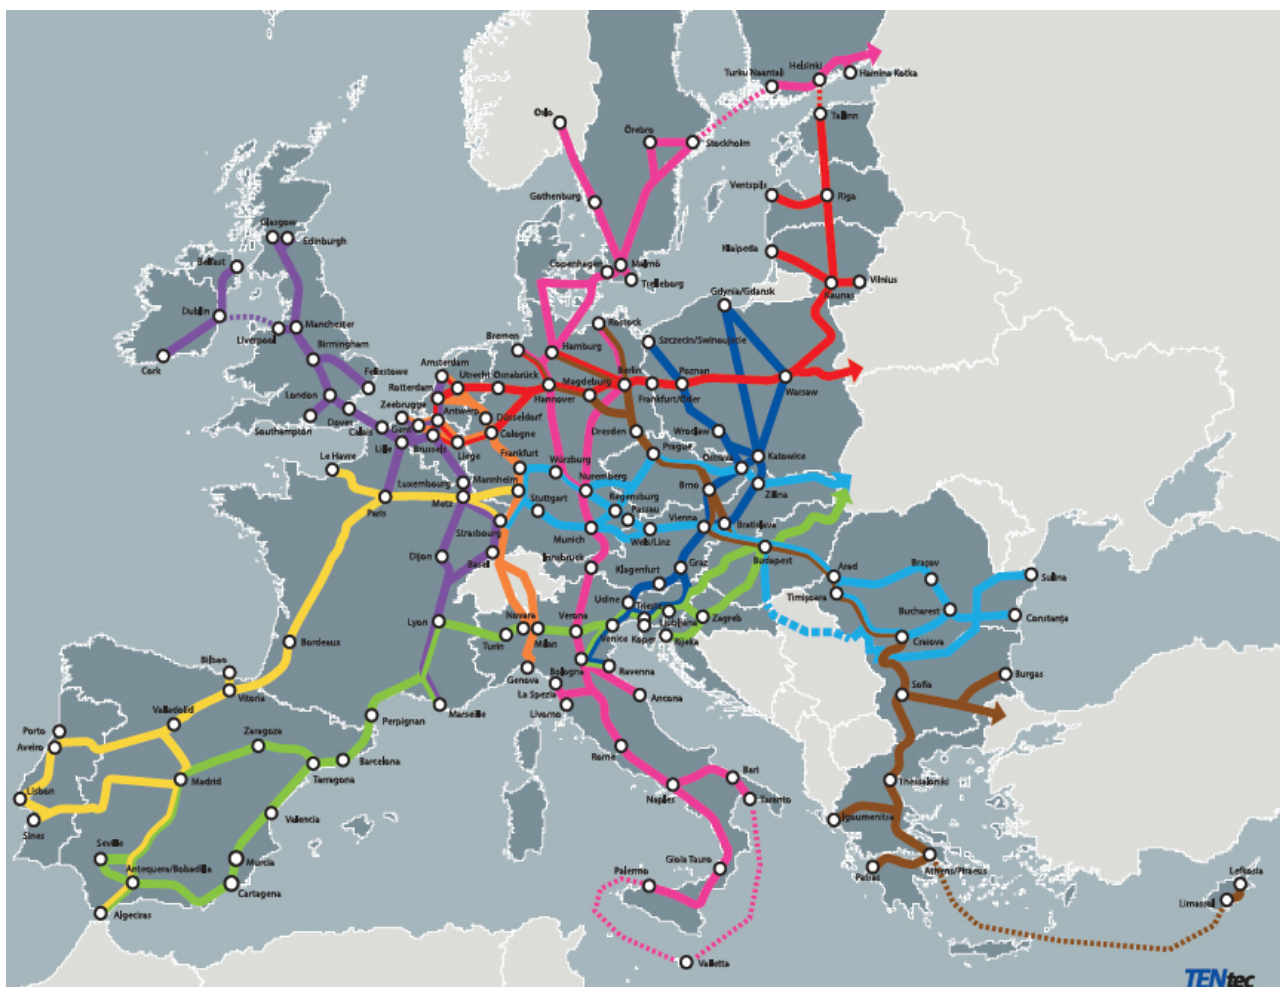 Helsinki
Turku Naantali
Hamina Kotka
Oslo
Tallinn
Örebro
Stockholm
Ventspils
Riga
Gothenburg
Glasgow
Edinburgh
Klaipeda
Belfast
Copenhagen
Malmö
Trelleborg
Vilnius
Kaunas
Gdynia/Gdansk
Dublin
Rostock
Manchester
Liverpool
Bremen
Szczecin/Swinoujscie
Birmingham
Hamburg
Cork
Felixstowe
Amsterdam
Utrecht
Osnabrück
Magdeburg
Berlin
Poznan
Rotterdam
London
Zeebrugge
Hannover
Frankfurt/Oder
Warsaw
Southampton
Dover
Calais
Gent
Antwerp
Düsseldorf
Cologne
Dresden
Wroclaw
Lille
Brussels
Liège
Frankfurt
Prague
Katowice
Le Havre
Würzburg
Ostrava
Luxembourg
Mannheim
Nuremberg
Brno
Zilina
Paris
Metz
Stuttgart
Regensburg
Passau
Strasbourg
Munich
Wels/Linz
Vienna
Bratislava
Dijon
Basel
Innsbruck
Klagenfurt
Graz
Budapest
Arad
Braşov
Sulina
Timişoara
Udine
Trieste
Bucharest
Constanţa
Lyon
Novara
Verona
Venice
Koper
Ljubljana
Zagreb
Rijeka
Craiova
Turin
Milan
Bordeaux
Bilbao
Genova
Bologna
Ravenna
Burgas
Vitoria
La Spezia
Ancona
Sofia
Marseille
Livorno
Valladolid
Perpignan
Porto
Aveiro
Zaragoza
Rome
Barcelona
Madrid
Tarragona
Bari
Thessaloniki
Lisbon
Naples
Taranto
Sines
Valencia
Igoumenitsa
Seville
Antequera/Bobadilla
Murcia
Gioia Tauro
Palermo
Patras
Athens/Piraeus
Lefkosia
Cartagena
Limassol
Algeciras
Valletta
TENtec